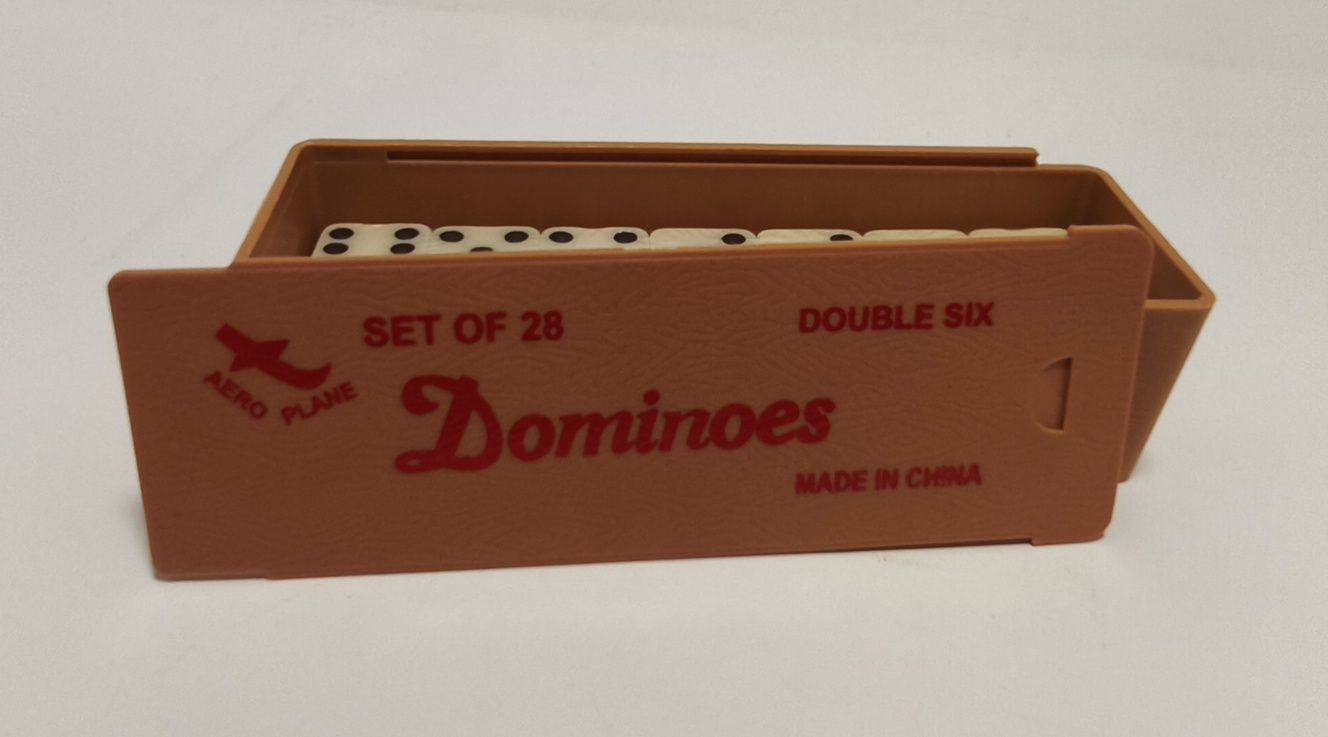 SET OF 28
DOUBLE SIX
AERO PLANE
Dominoes
MADE IN CHINA